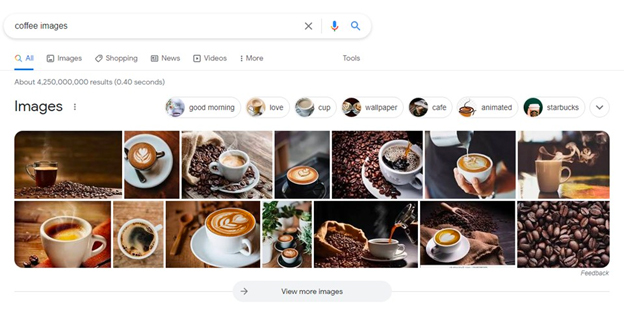 coffee images
All Images Shopping News Videos More Tools
About 4,250,000,000 results (0.40 seconds)
Images good morning love cup wallpaper cafe animated starbucks
Feedback
View more images